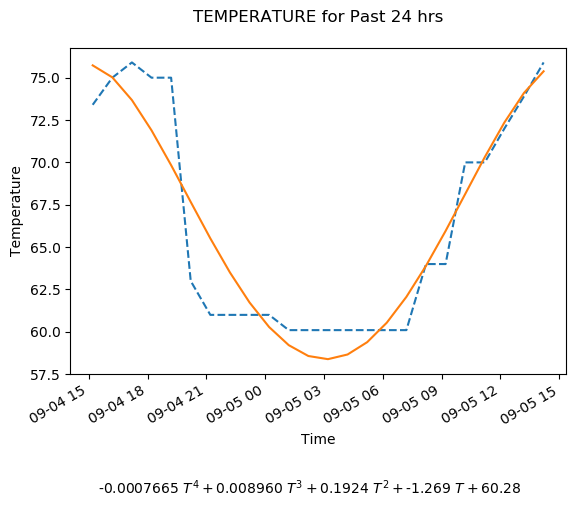 TEMPERATURE for Past 24 hrs
75.0
72.5
70.0
67.5
65.0
62.5
60.0
57.5
Temperature
09-04 15 09-04 18 09-04 21 09-05 00 09-05 03 09-05 06 09-05 09 09-05 12 09-05 15
Time
-0.0007665 T⁴ + 0.008960 T³ + 0.1924 T² + -1.269 T + 60.28